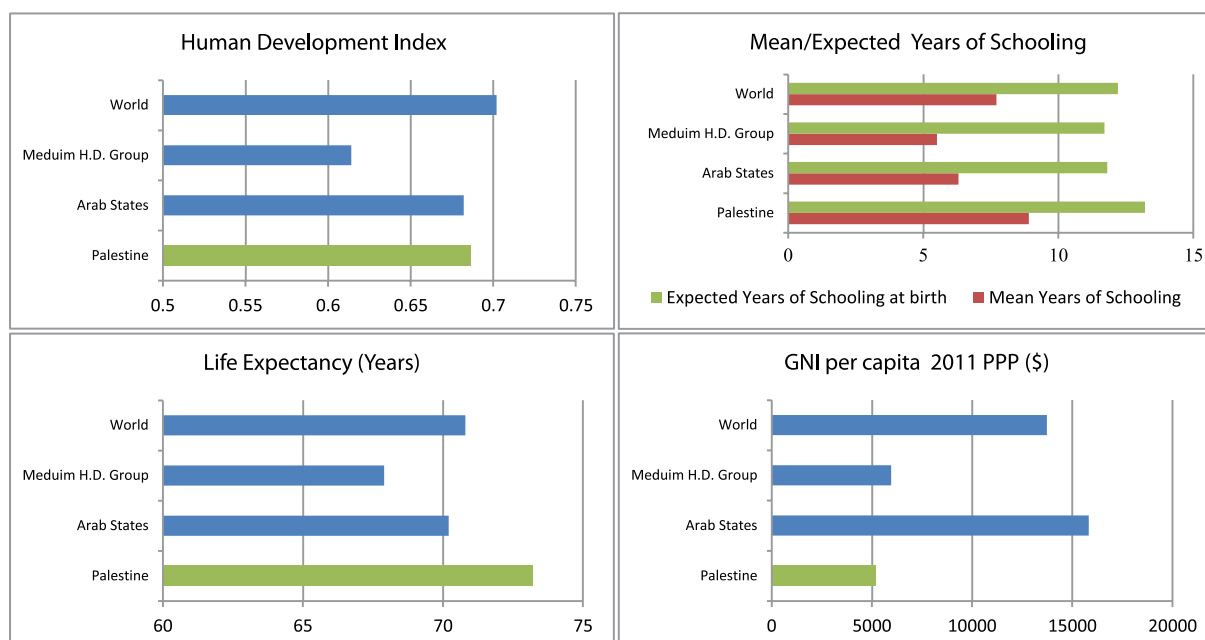 Human Development Index
World
Meduim H.D. Group
Arab States
Palestine
0.5 0.55 0.6 0.65 0.7 0.75
Mean/Expected Years of Schooling
World
Meduim H.D. Group
Arab States
Palestine
0 5 10 15
Expected Years of Schooling at birth Mean Years of Schooling
Life Expectancy (Years)
World
Meduim H.D. Group
Arab States
Palestine
60 65 70 75
GNI per capita 2011 PPP ($)
World
Meduim H.D. Group
Arab States
Palestine
0 5000 10000 15000 20000